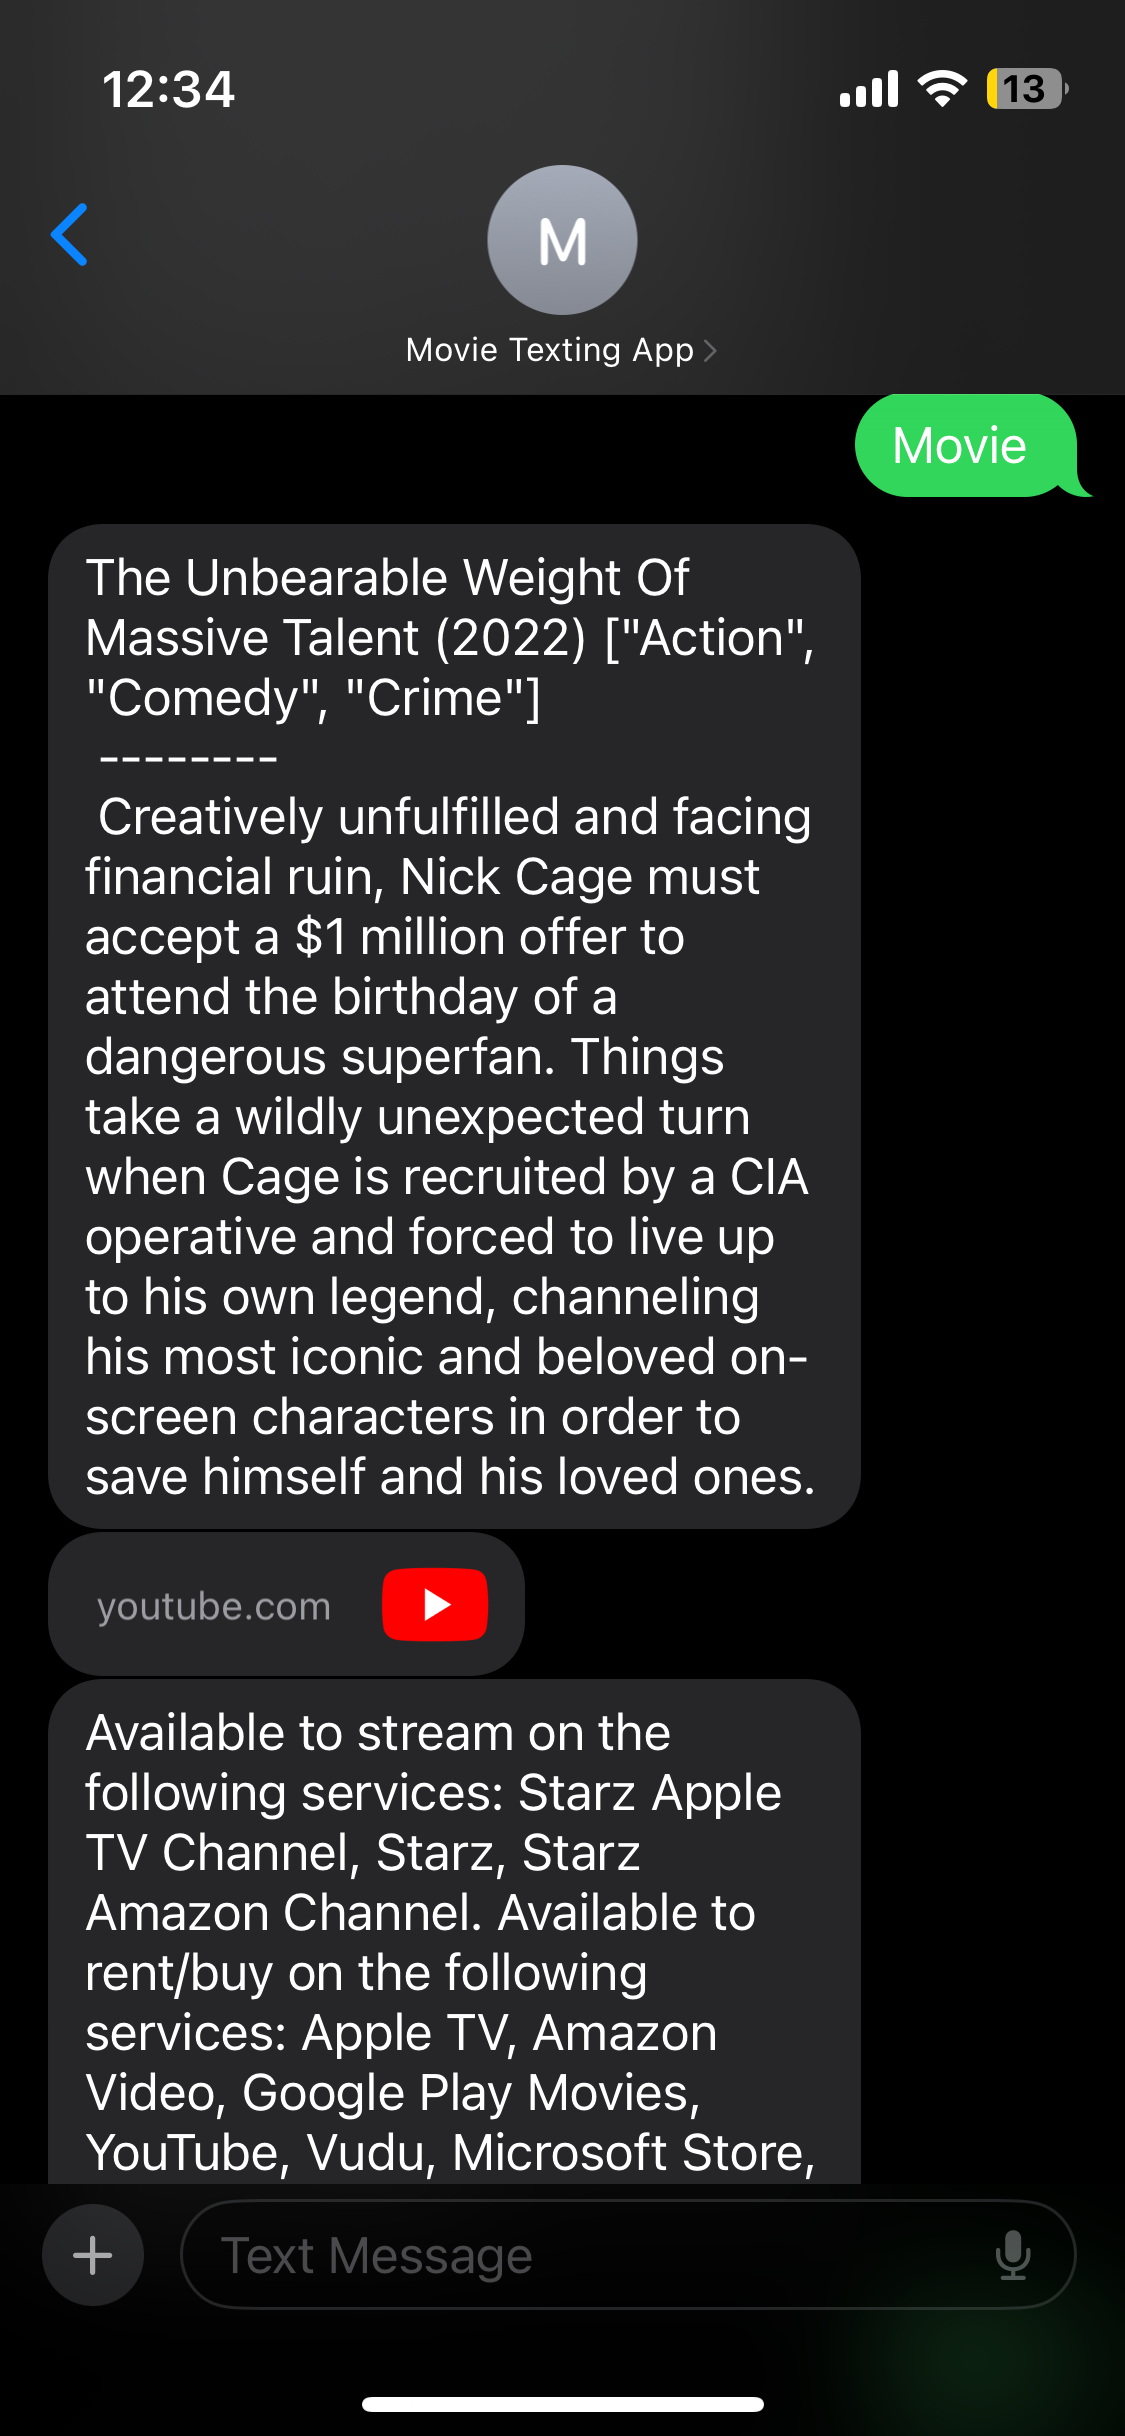 12:34
13
M
Movie Texting App
Movie
The Unbearable Weight Of
Massive Talent (2022) ["Action",
"Comedy", "Crime"]
--------
Creatively unfulfilled and facing
financial ruin, Nick Cage must
accept a $1 million offer to
attend the birthday of a
dangerous superfan. Things
take a wildly unexpected turn
when Cage is recruited by a CIA
operative and forced to live up
to his own legend, channeling
his most iconic and beloved on-
screen characters in order to
save himself and his loved ones.
youtube.com
Available to stream on the
following services: Starz Apple
TV Channel, Starz, Starz
Amazon Channel. Available to
rent/buy on the following
services: Apple TV, Amazon
Video, Google Play Movies,
YouTube, Vudu, Microsoft Store,
Text Message